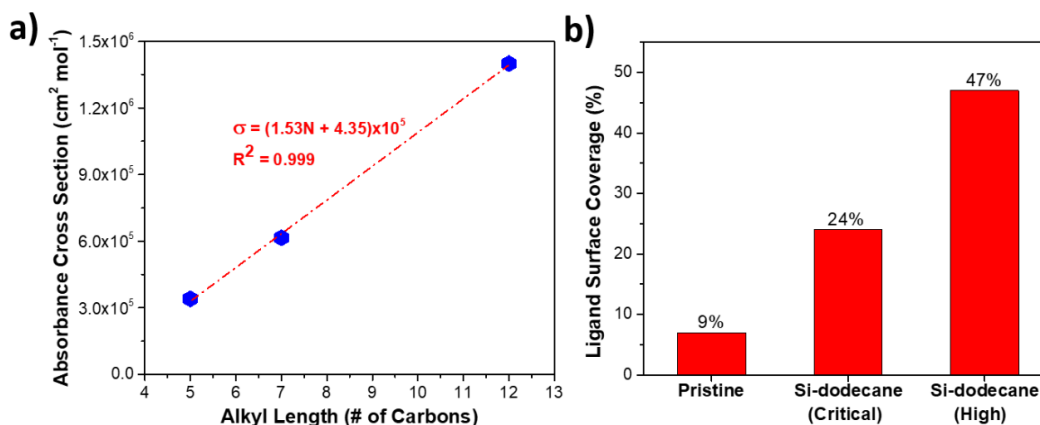 a)
Absorbance Cross Section (cm² mol⁻¹)
1.5x10⁶
1.2x10⁶
9.0x10⁵
6.0x10⁵
3.0x10⁵
0.0
σ = (1.53N + 4.35)x10⁵
R² = 0.999
4 5 6 7 8 9 10 11 12 13
Alkyl Length (# of Carbons)
b)
Ligand Surface Coverage (%)
50
40
30
20
10
0
9%
24%
47%
Pristine Si-dodecane Si-dodecane
(Critical) (High)